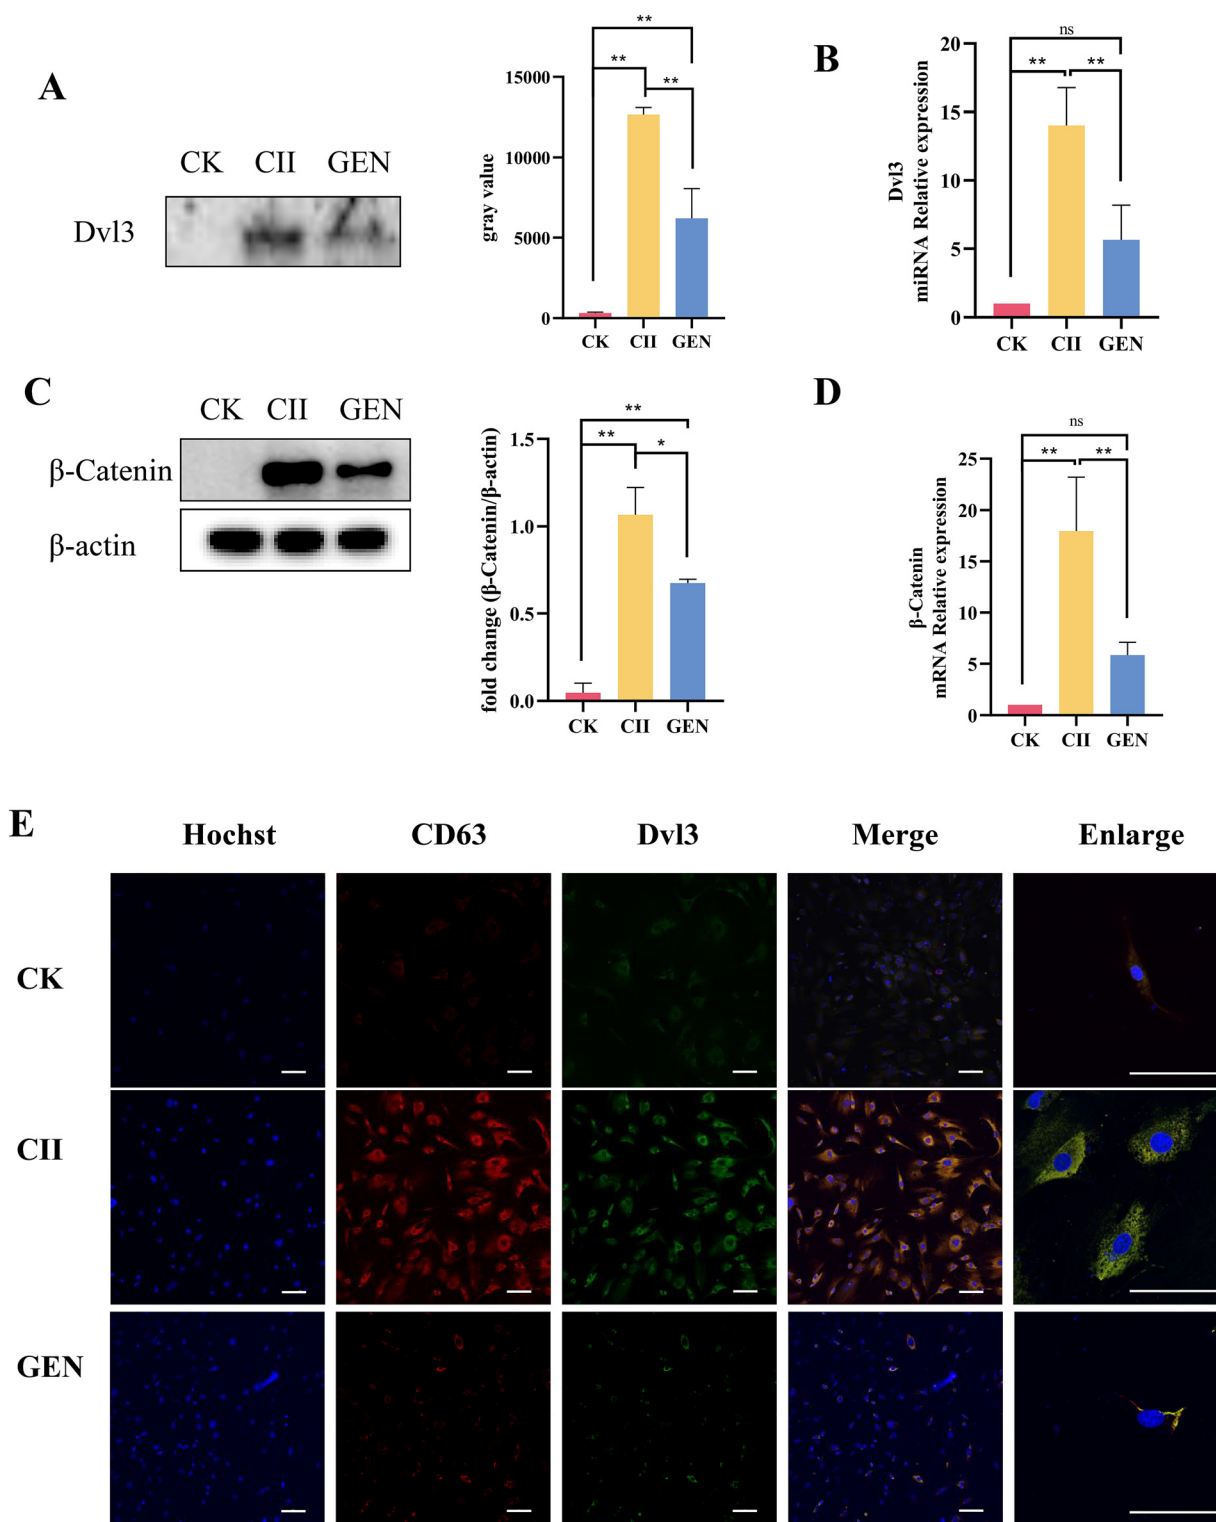 A
CK CII GEN
Dvl3
gray value
15000
10000
5000
0
**
**
**
CK CII GEN
B
Dvl3
miRNA Relative expression
20
15
10
5
0
ns
**
**
CK CII GEN
C
CK CII GEN
β-Catenin
β-actin
fold change (β-Catenin/β-actin)
1.5
1.0
0.5
0.0
**
**
*
CK CII GEN
D
β-Catenin
mRNA Relative expression
25
20
15
10
5
0
ns
**
**
CK CII GEN
E
Hochst CD63 Dvl3 Merge Enlarge
CK
CII
GEN